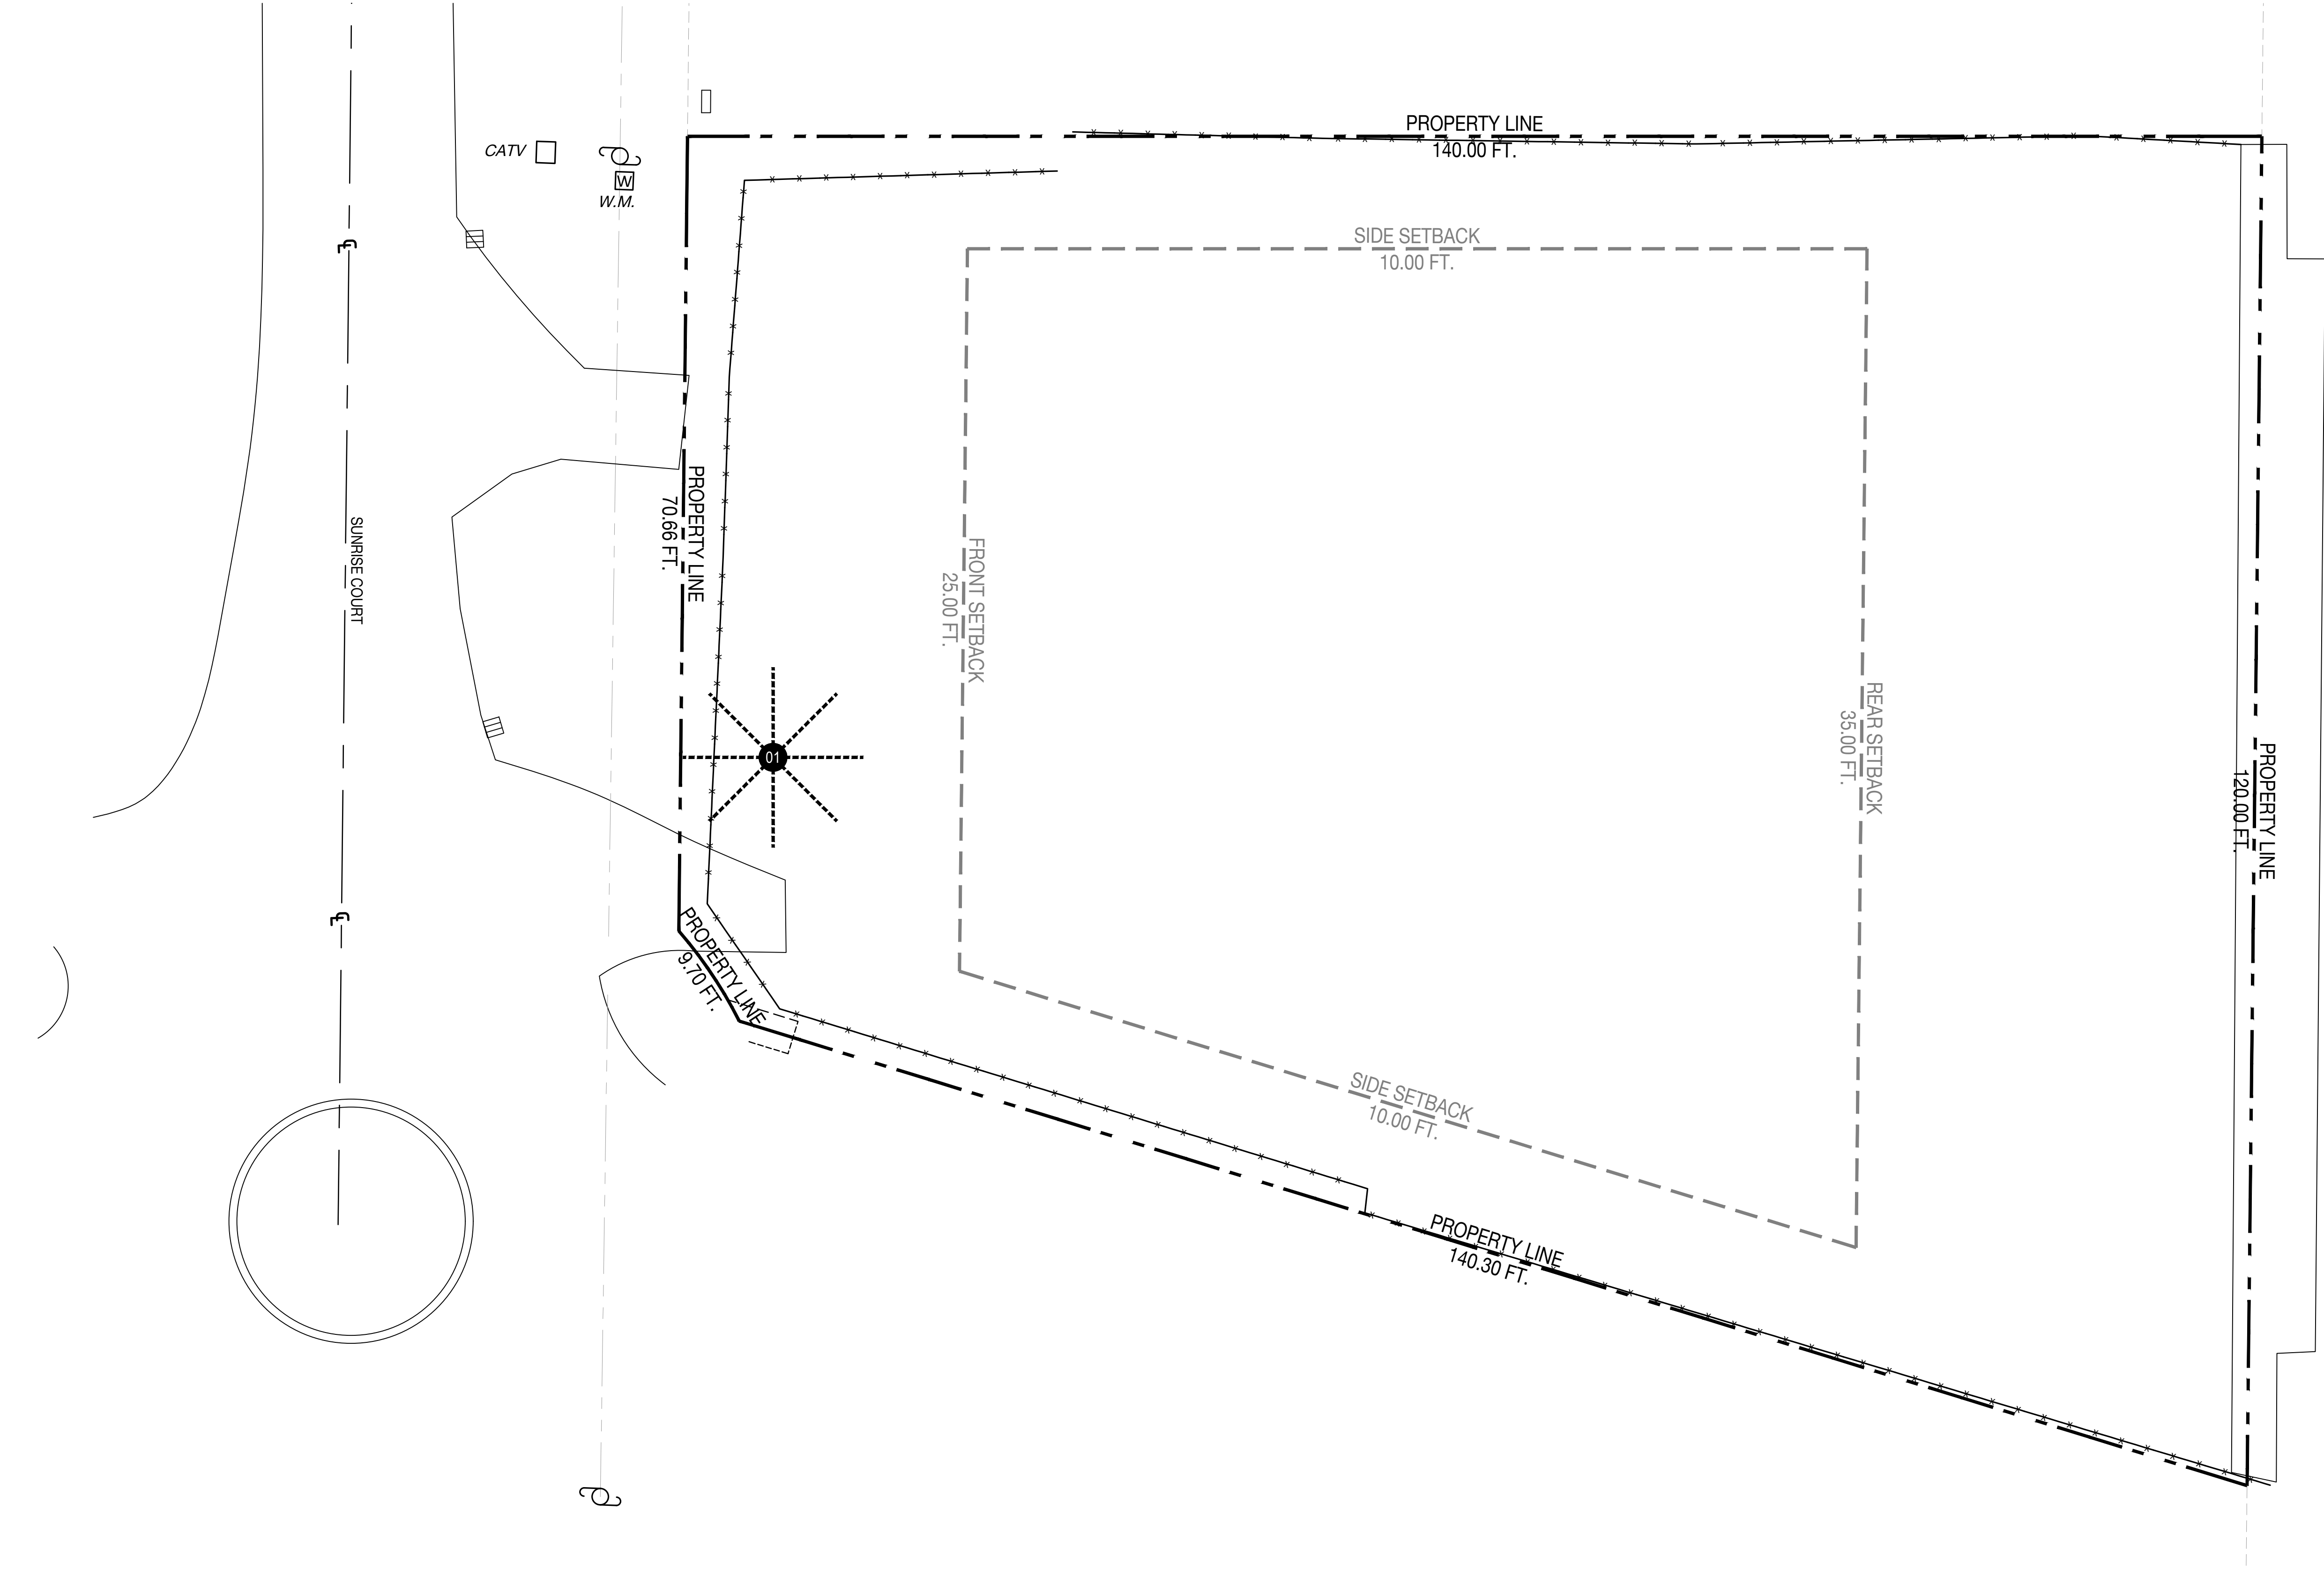 PROPERTY LINE
140.00 FT.
CATV
W
W.M.
SIDE SETBACK
10.00 FT.
PROPERTY LINE
70.66 FT.
SUNRISE COURT
FRONT SETBACK
25.00 FT.
REAR SETBACK
35.00 FT.
PROPERTY LINE
120.00 FT.
01
PROPERTY LINE
9.70 FT.
SIDE SETBACK
10.00 FT.
PROPERTY LINE
140.30 FT.